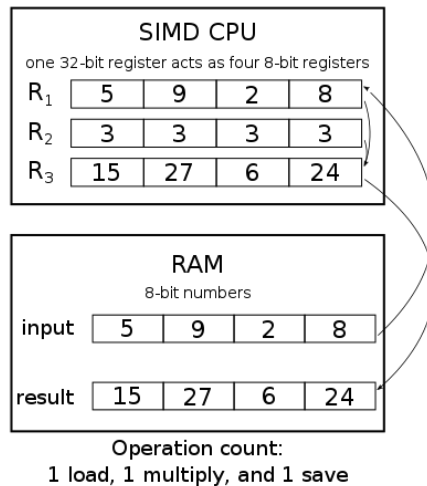 SIMD CPU
one 32-bit register acts as four 8-bit registers
R1 5 9 2 8
R2 3 3 3 3
R3 15 27 6 24
RAM
8-bit numbers
input 5 9 2 8
result 15 27 6 24
Operation count:
1 load, 1 multiply, and 1 save